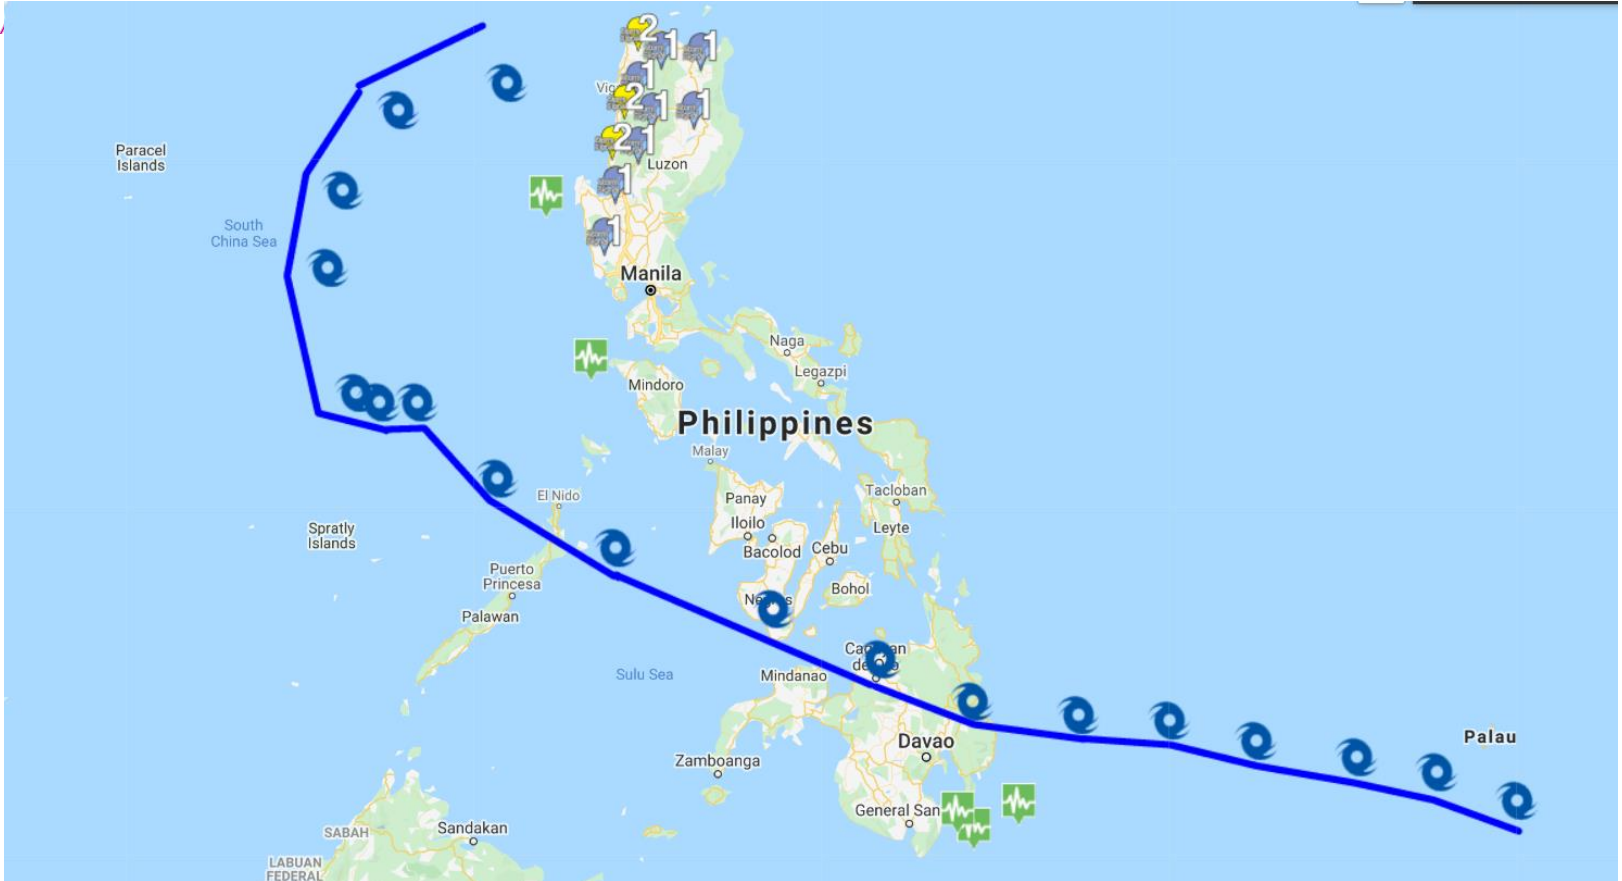 2
1
1
1
Vig
2
1
1
2
1
Luzon
Paracel
Islands
1
South
China Sea
1
Manila
Naga
Legazpi
Mindoro
Philippines
Malay
Tacloban
El Nido
Panay
Iloilo
Leyte
Spratly
Islands
Bacolod
Cebu
Puerto
Princesa
Bohol
Palawan
Sulu Sea
Mindanao
Palau
Davao
Zamboanga
General San
Sandakan
SABAH
LABUAN
FEDERAL